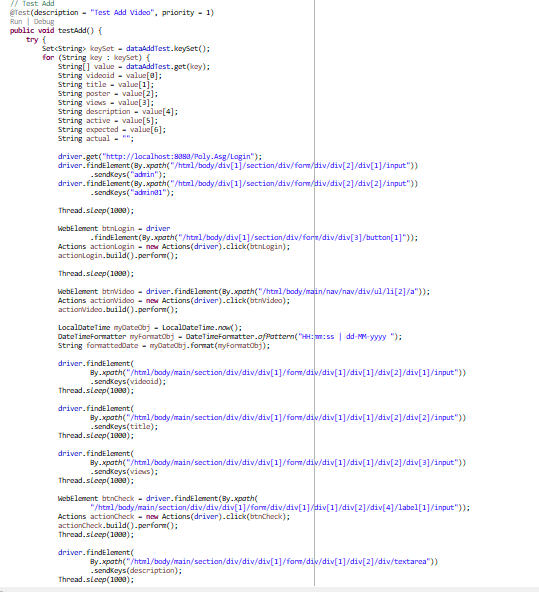 // Test Add
@Test(description = "Test Add Video", priority = 1)
Run | Debug
public void testAdd() {
try {
Set<String> keySet = dataAddTest.keySet();
for (String key : keySet) {
String[] value = dataAddTest.get(key);
String videoid = value[0];
String title = value[1];
String poster = value[2];
String views = value[3];
String description = value[4];
String active = value[5];
String expected = value[6];
String actual = "";
driver.get("http://localhost:8080/Poly.Asg/Login");
driver.findElement(By.xpath("/html/body/div[1]/section/div/form/div/div[2]/div[1]/input"))
.sendKeys("admin");
driver.findElement(By.xpath("/html/body/div[1]/section/div/form/div/div[2]/div[2]/input"))
.sendKeys("admin01");
Thread.sleep(1000);
WebElement btnLogin = driver
.findElement(By.xpath("/html/body/div[1]/section/div/form/div/div[3]/button[1]"));
Actions actionLogin = new Actions(driver).click(btnLogin);
actionLogin.build().perform();
Thread.sleep(1000);
WebElement btnVideo = driver.findElement(By.xpath("/html/body/main/nav/nav/div/ul/li[2]/a"));
Actions actionVideo = new Actions(driver).click(btnVideo);
actionVideo.build().perform();
LocalDateTime myDateObj = LocalDateTime.now();
DateTimeFormatter myFormatObj = DateTimeFormatter.ofPattern("HH:mm:ss | dd-MM-yyyy ");
String formattedDate = myDateObj.format(myFormatObj);
driver.findElement(
By.xpath("/html/body/main/section/div/div/div[1]/form/div/div[1]/div[1]/div[2]/div[1]/input"))
.sendKeys(videoid);
Thread.sleep(1000);
driver.findElement(
By.xpath("/html/body/main/section/div/div/div[1]/form/div/div[1]/div[1]/div[2]/div[2]/input"))
.sendKeys(title);
Thread.sleep(1000);
driver.findElement(
By.xpath("/html/body/main/section/div/div/div[1]/form/div/div[1]/div[1]/div[2]/div[3]/input"))
.sendKeys(views);
Thread.sleep(1000);
WebElement btnCheck = driver.findElement(By.xpath(
"/html/body/main/section/div/div/div[1]/form/div/div[1]/div[1]/div[2]/div[4]/label[1]/input"));
Actions actionCheck = new Actions(driver).click(btnCheck);
actionCheck.build().perform();
Thread.sleep(1000);
driver.findElement(
By.xpath("/html/body/main/section/div/div/div[1]/form/div/div[1]/div[2]/div/textarea"))
.sendKeys(description);
Thread.sleep(1000);